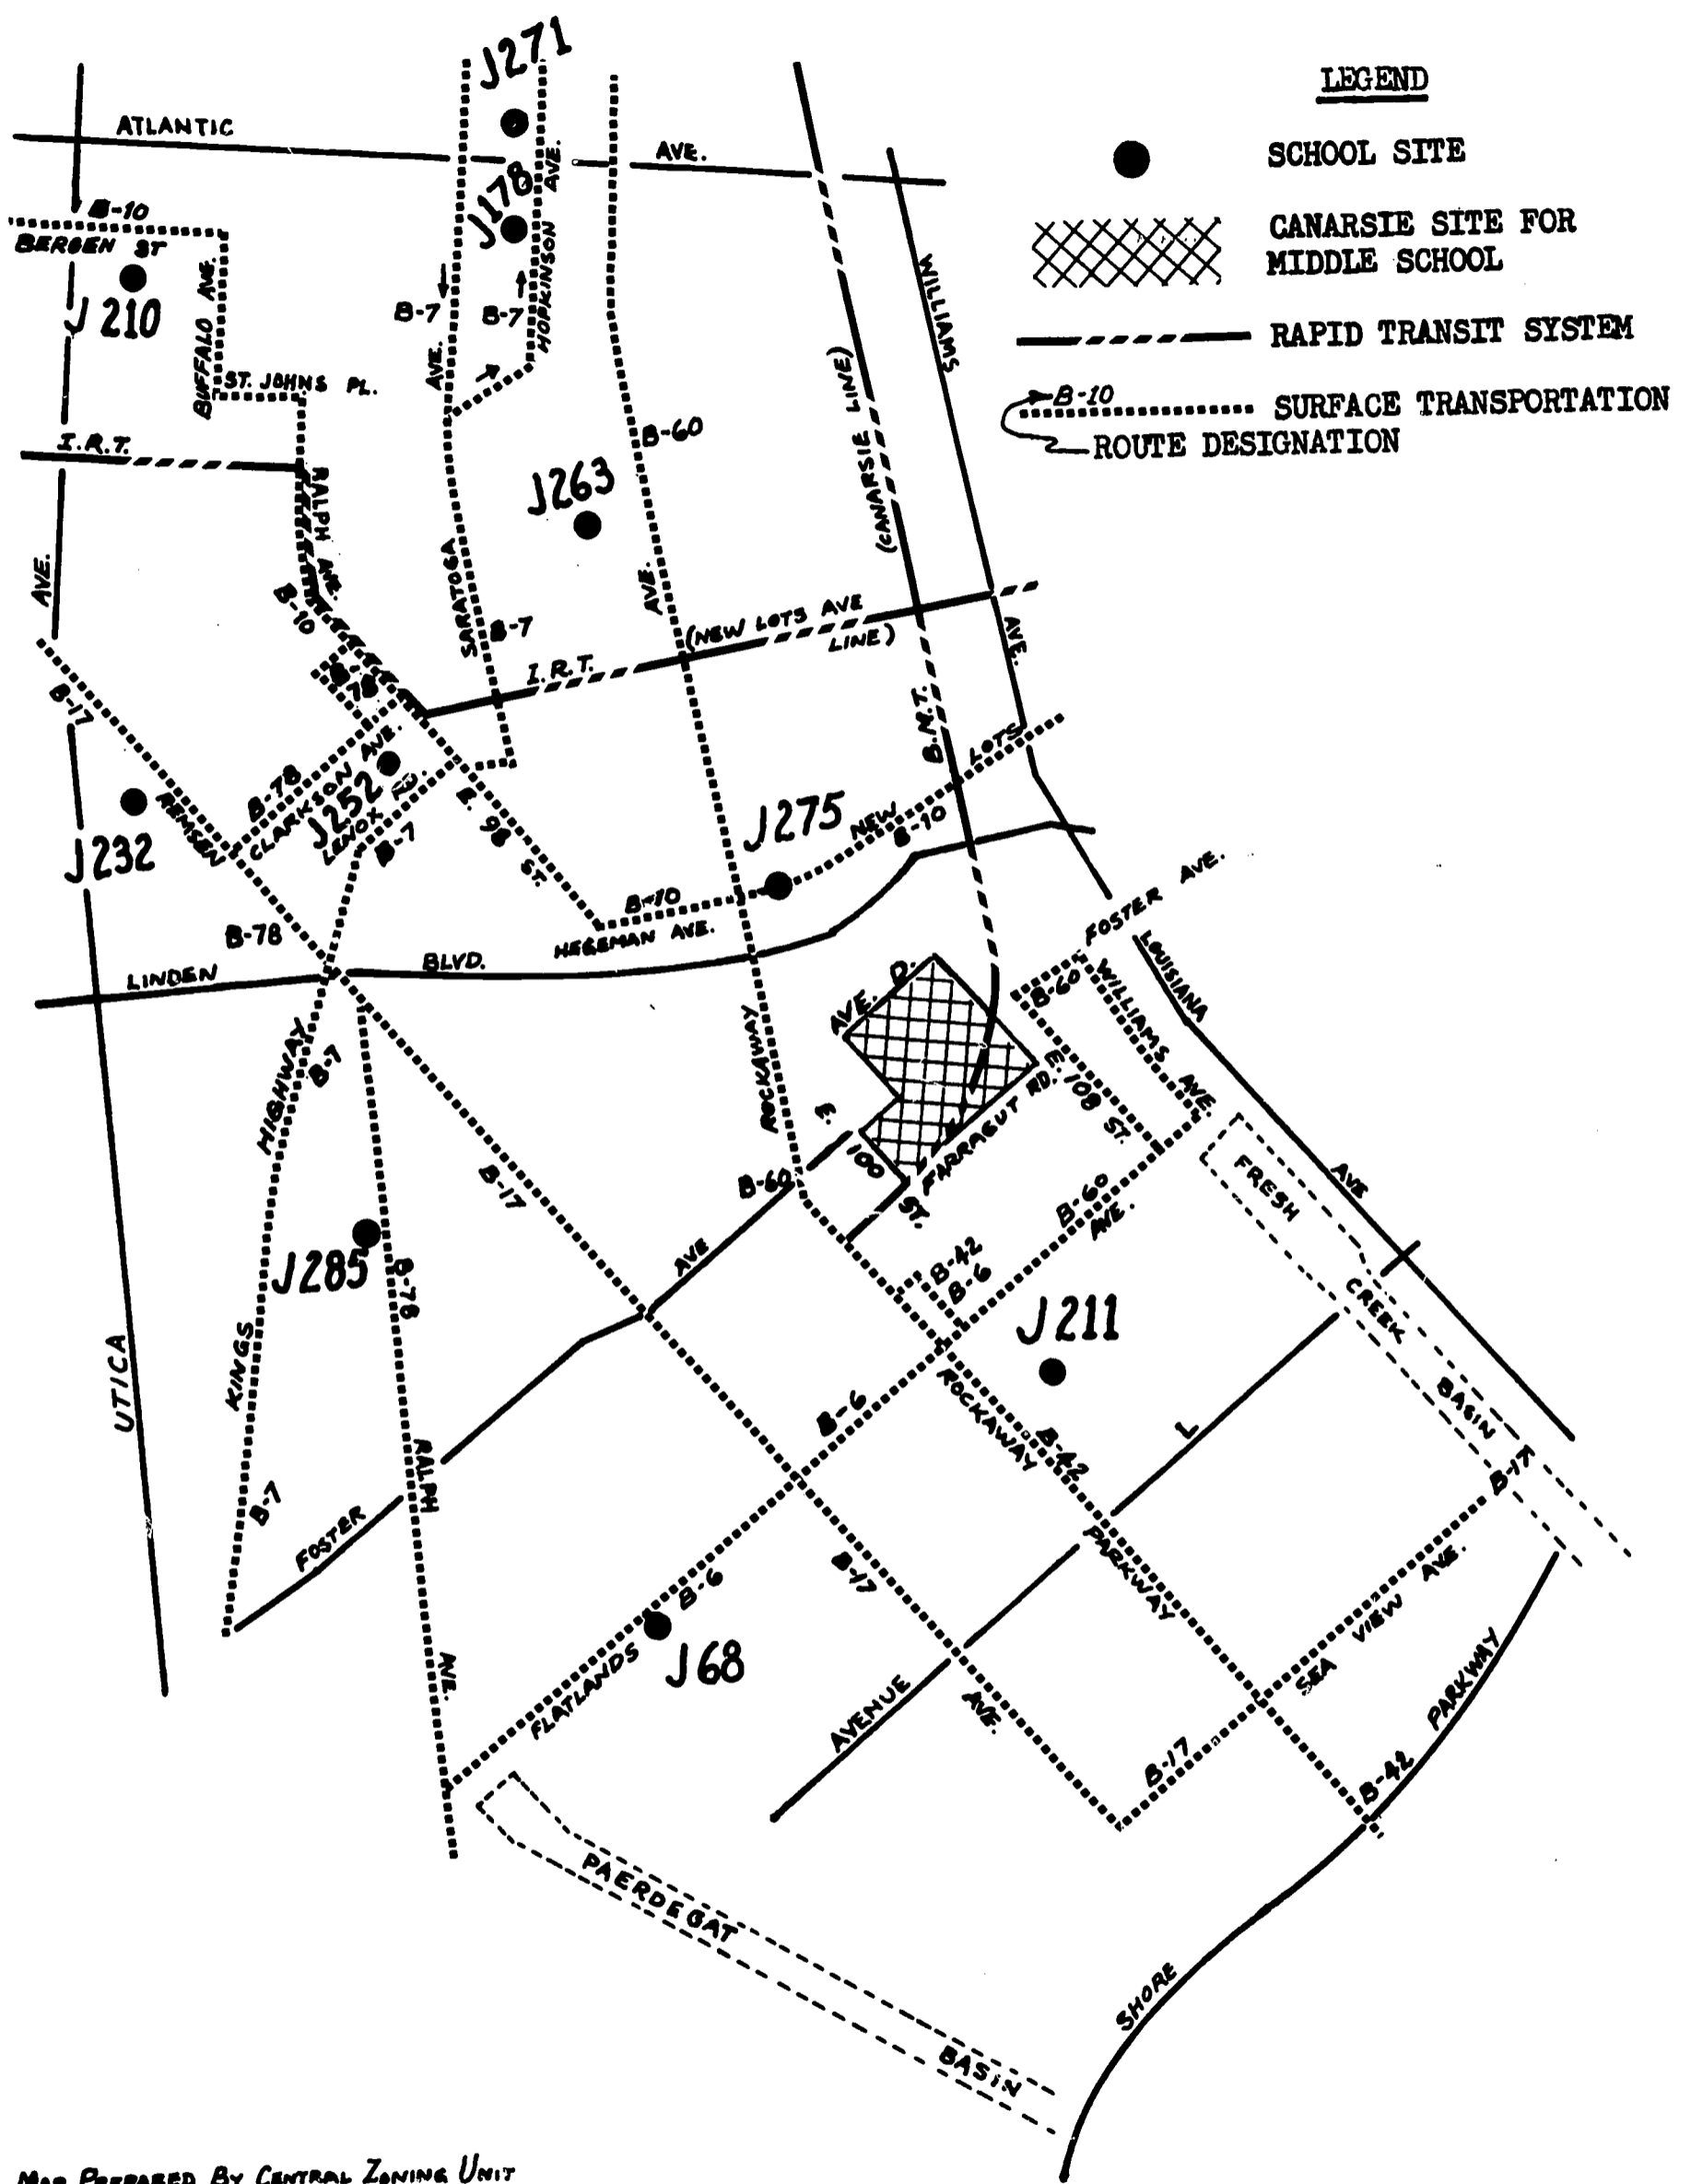 J271
LEGEND
ATLANTIC
AVE.
SCHOOL SITE
J178
AVE.
HOPKINSON
B-10
BERGEN ST
CANARSIE SITE FOR
MIDDLE SCHOOL
J 210
BUFFALO AVE.
B-7
B-7
AVE.
WILLIAMS
RAPID TRANSIT SYSTEM
(CANARSIE LINE)
ST. JOHNS PL.
B-10
SURFACE TRANSPORTATION
ROUTE DESIGNATION
I.R.T.
RALPH AVE.
B-60
J263
AVE.
B-10
SARATOGA
AVE.
B-7
(NEW LOTS AVE
LINE)
I.R.T.
AVE.
B-17
B-78
B.M.T.
LOTS
B-78
CLARKSON AVE.
J252
LENOX RD.
B-7
E. 98 ST.
J275
NEW
B-10
REMSEN
J232
B-10
HEGEMAN AVE.
FOSTER AVE.
B-78
LINDEN
BLVD.
LOUISIANA
AVE. D.
B-60
WILLIAMS AVE.
HIGHWAY
B-7
ROCKAWAY
E. 108 ST.
FARRAGUT RD.
E. 100 ST.
B-17
B-60
B-60
AVE.
FRESH
AVE
AVE
B-42
B-6
J285
B-78
J211
CREEK
KINGS
UTICA
ROCKAWAY
B-6
B-42
L
BASIN
RALPH
B-7
B-17
FOSTER
PARKWAY
B-17
B-6
VIEW AVE.
SEA
J68
FLATLANDS
AVE.
AVENUE
AVE.
PARKWAY
B-17
B-42
PAERDEGAT
SHORE
BASIN
MAP PREPARED BY CENTRAL ZONING UNIT